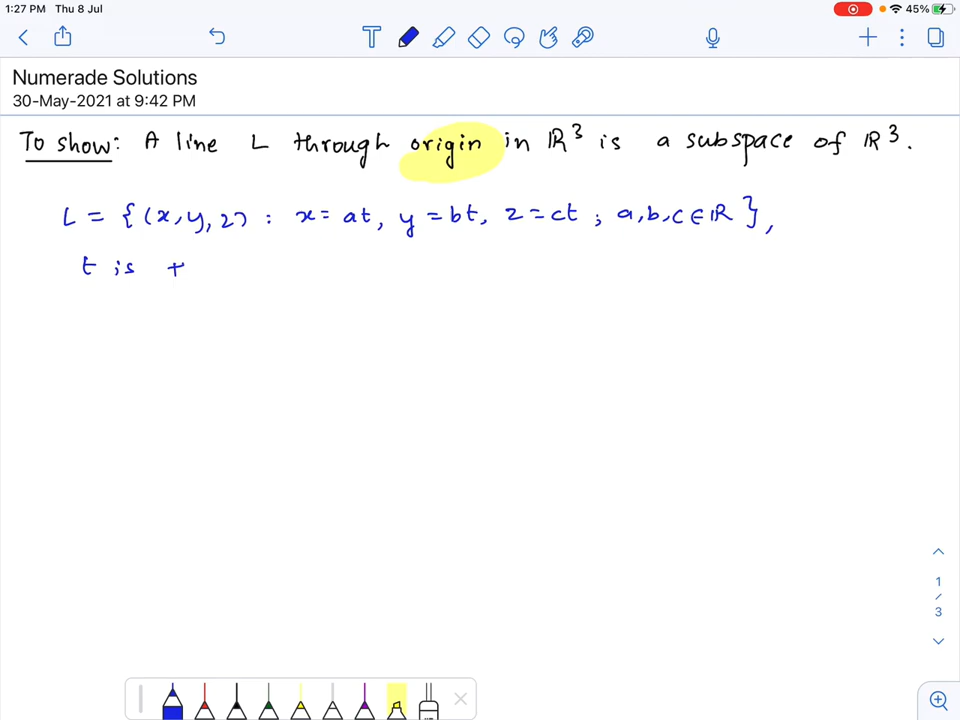 1:27 PM Thu 8 Jul 45%
T
Numerade Solutions
30-May-2021 at 9:42 PM
To show: A line L through origin in ℝ³ is a subspace of ℝ³.
L = {(x, y, z) : x = at, y = bt, z = ct ; a, b, c ∈ ℝ},
t is t
1
/
3